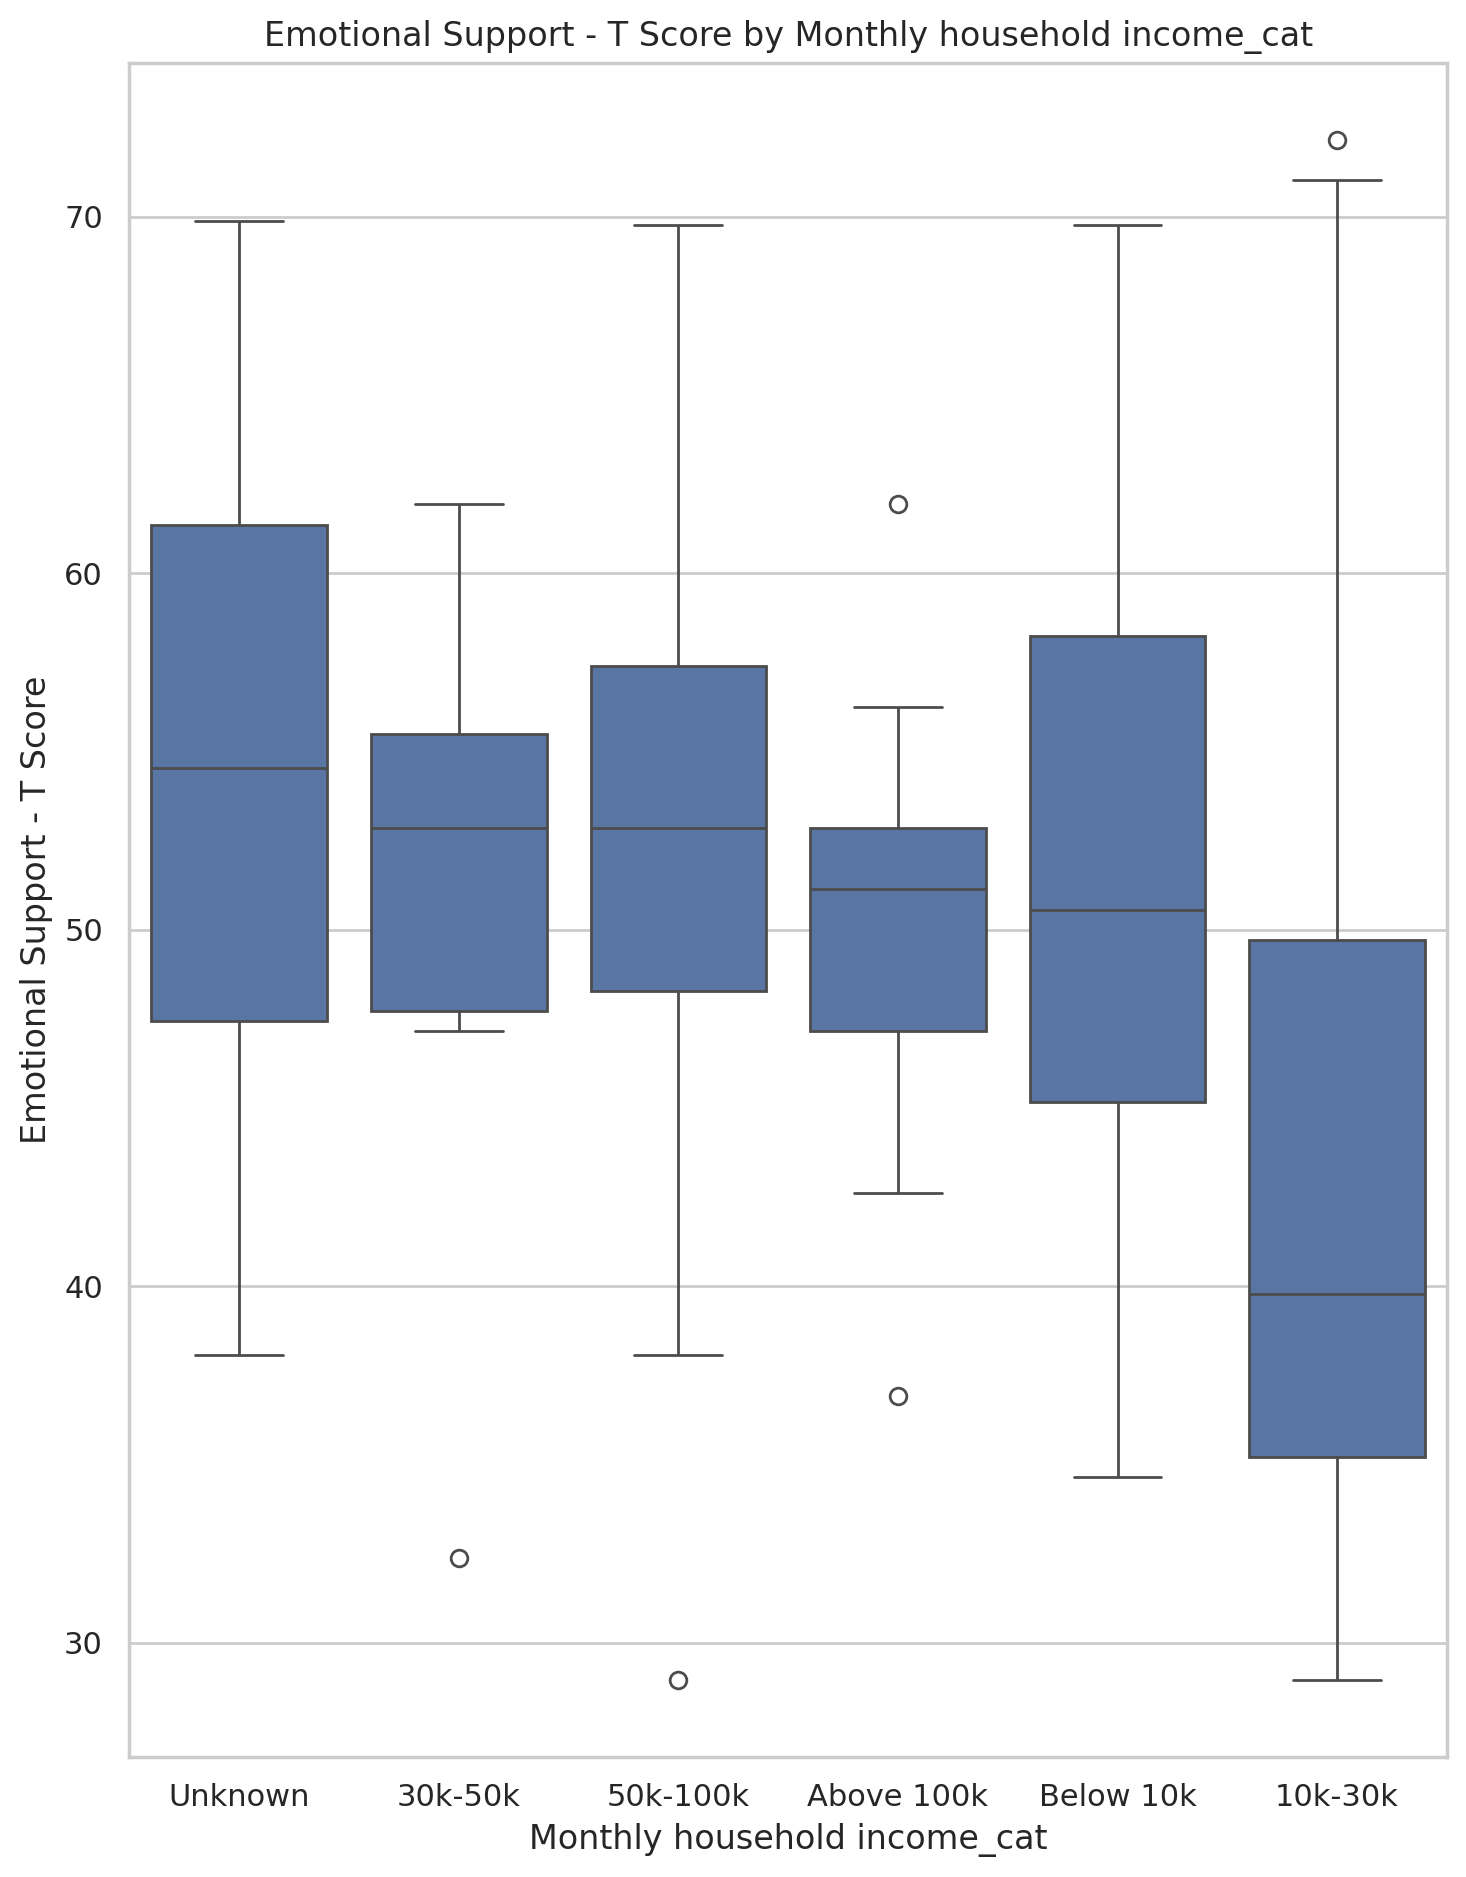 Emotional Support - T Score by Monthly household income_cat
Emotional Support - T Score
70
60
50
40
30
Unknown 30k-50k 50k-100k Above 100k Below 10k 10k-30k
Monthly household income_cat